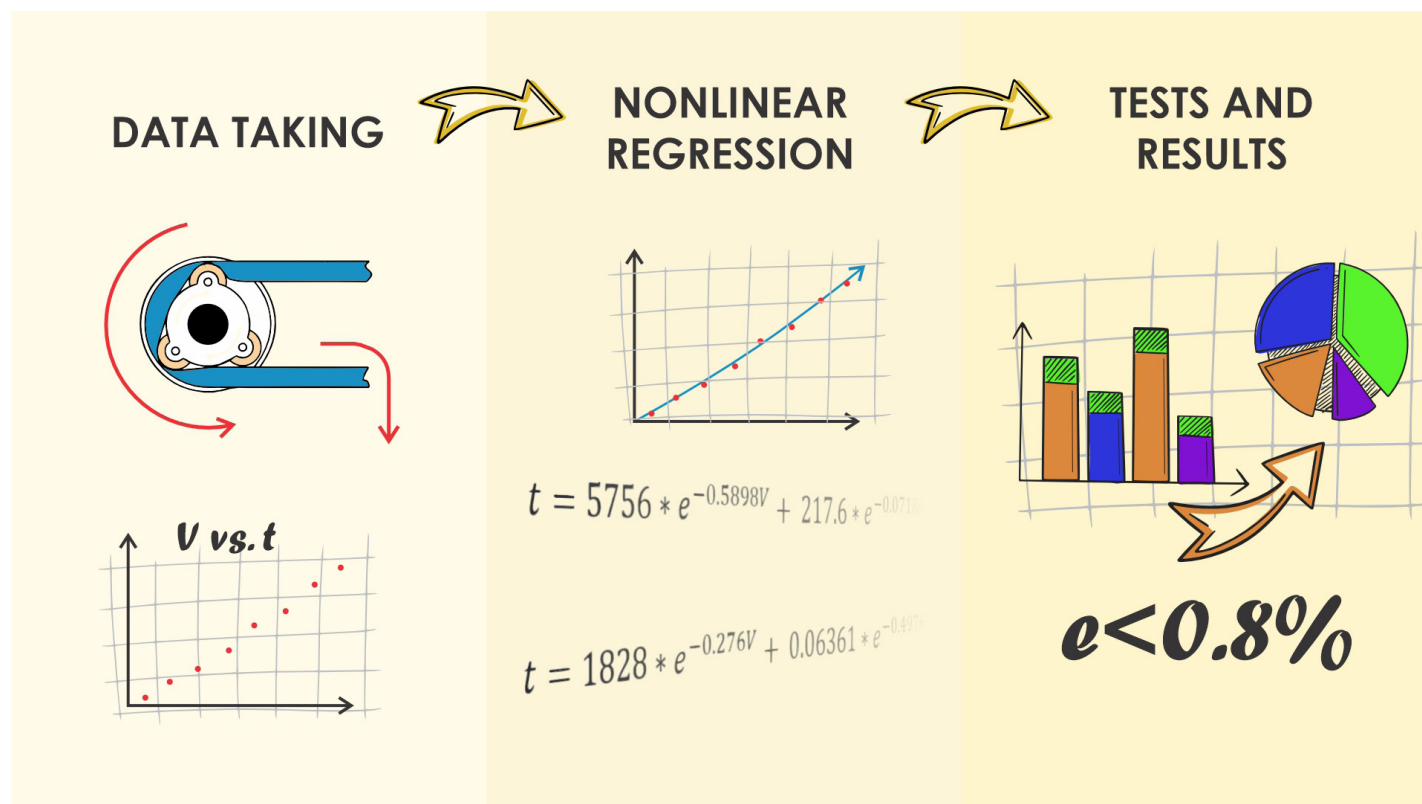 DATA TAKING
NONLINEAR
REGRESSION
TESTS AND
RESULTS
V vs. t
t = 5756 * e^{-0.5898V} + 217.6 * e
t = 1828 * e^{-0.276V} + 0.06361 * e
e<0.8%